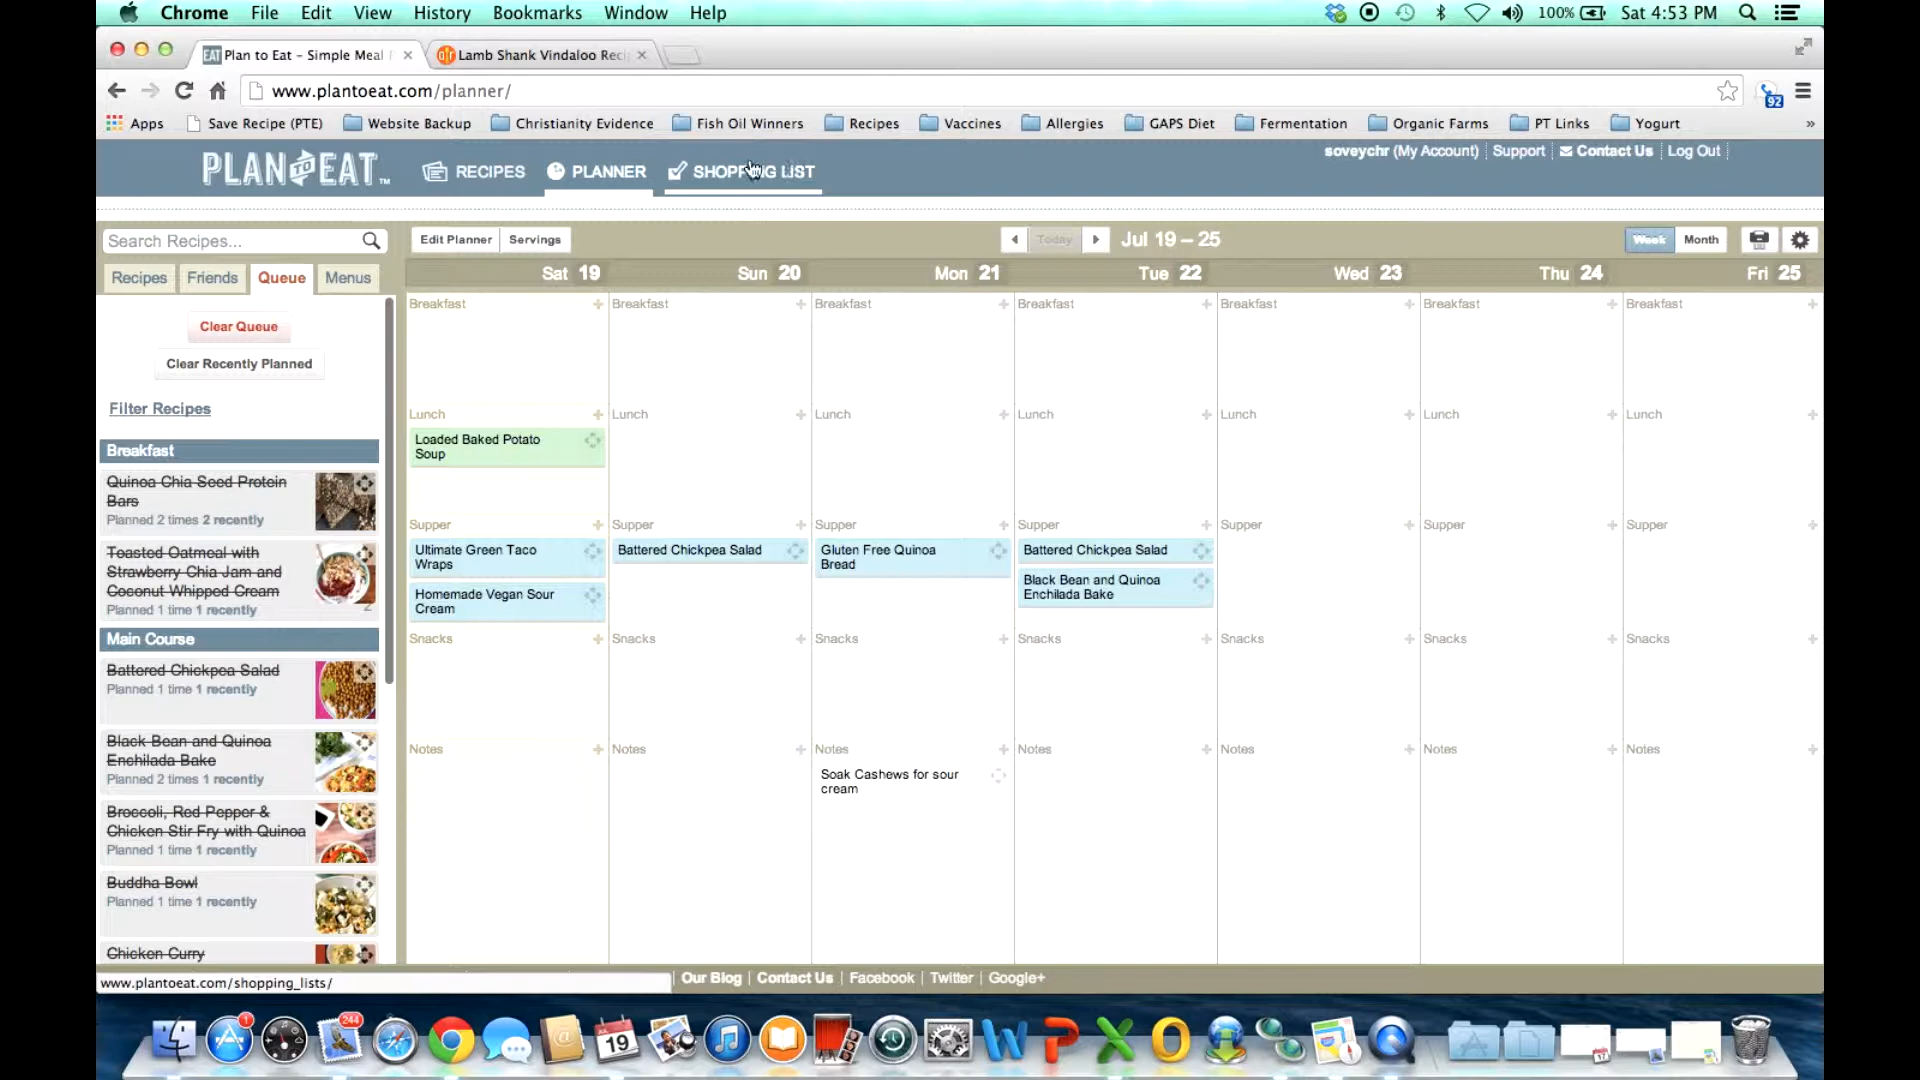 Chrome File Edit View History Bookmarks Window Help 100% Sat 4:53 PM
Plan to Eat - Simple Meal Lamb Shank Vindaloo Reci
www.plantoeat.com/planner/ 92
Apps Save Recipe (PTE) Website Backup Christianity Evidence Fish Oil Winners Recipes Vaccines Allergies GAPS Diet Fermentation Organic Farms PT Links Yogurt »
soveychr (My Account) Support Contact Us Log Out
PLAN TO EAT ™ RECIPES PLANNER SHOPPING LIST
Search Recipes... Edit Planner Servings Today Jul 19 – 25 Week Month
Recipes Friends Queue Menus
Sat 19 Sun 20 Mon 21 Tue 22 Wed 23 Thu 24 Fri 25
Breakfast + Breakfast + Breakfast + Breakfast + Breakfast + Breakfast + Breakfast +
Clear Queue
Clear Recently Planned
Filter Recipes
Lunch + Lunch + Lunch + Lunch + Lunch + Lunch + Lunch +
Loaded Baked Potato
Soup
Breakfast
Quinoa Chia Seed Protein
Bars
Planned 2 times 2 recently
Toasted Oatmeal with
Strawberry Chia Jam and
Coconut Whipped Cream
Planned 1 time 1 recently
Supper + Supper + Supper + Supper + Supper + Supper + Supper +
Ultimate Green Taco
Wraps
Homemade Vegan Sour
Cream
Battered Chickpea Salad
Gluten Free Quinoa
Bread
Battered Chickpea Salad
Black Bean and Quinoa
Enchilada Bake
Main Course
Snacks + Snacks + Snacks + Snacks + Snacks + Snacks + Snacks +
Battered Chickpea Salad
Planned 1 time 1 recently
Black Bean and Quinoa
Enchilada Bake
Planned 2 times 1 recently
Notes + Notes + Notes + Notes + Notes + Notes + Notes +
Soak Cashews for sour
cream
Broccoli, Red Pepper &
Chicken Stir Fry with Quinoa
Planned 1 time 1 recently
Buddha Bowl
Planned 1 time 1 recently
Chicken Curry
www.plantoeat.com/shopping_lists/ Our Blog | Contact Us | Facebook | Twitter | Google+
1 244 JUL 19 W P X O